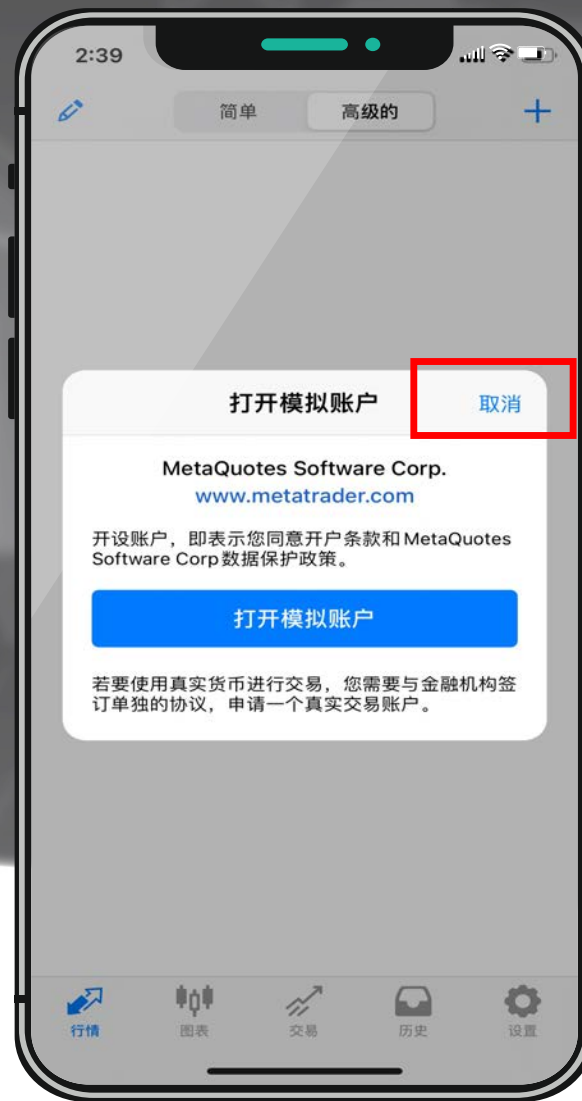 2:39
简单
高级的
打开模拟账户
取消
MetaQuotes Software Corp.
www.metatrader.com
开设账户，即表示您同意开户条款和MetaQuotes
Software Corp数据保护政策。
打开模拟账户
若要使用真实货币进行交易，您需要与金融机构签
订单独的协议，申请一个真实交易账户。
行情
图表
交易
历史
设置